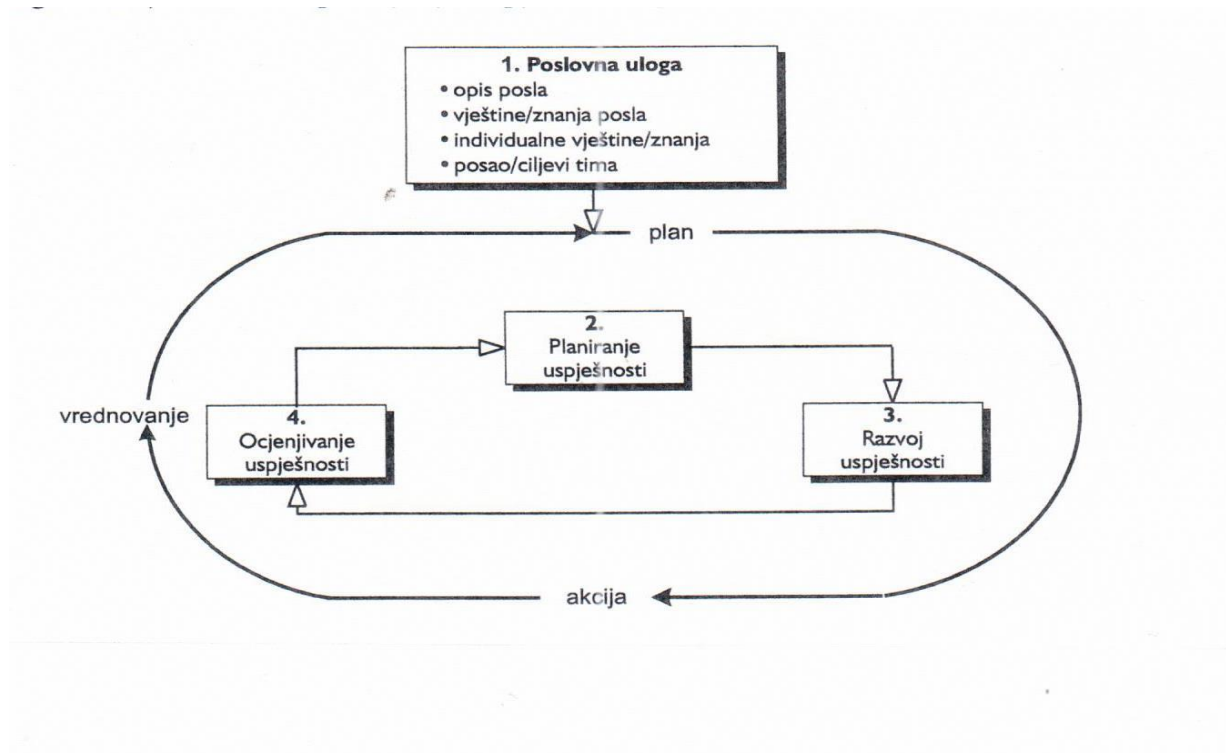 1. Poslovna uloga
• opis posla
• vještine/znanja posla
• individualne vještine/znanja
• posao/ciljevi tima
plan
2.
Planiranje
uspješnosti
vrednovanje
4.
Ocjenjivanje
uspješnosti
3.
Razvoj
uspješnosti
akcija